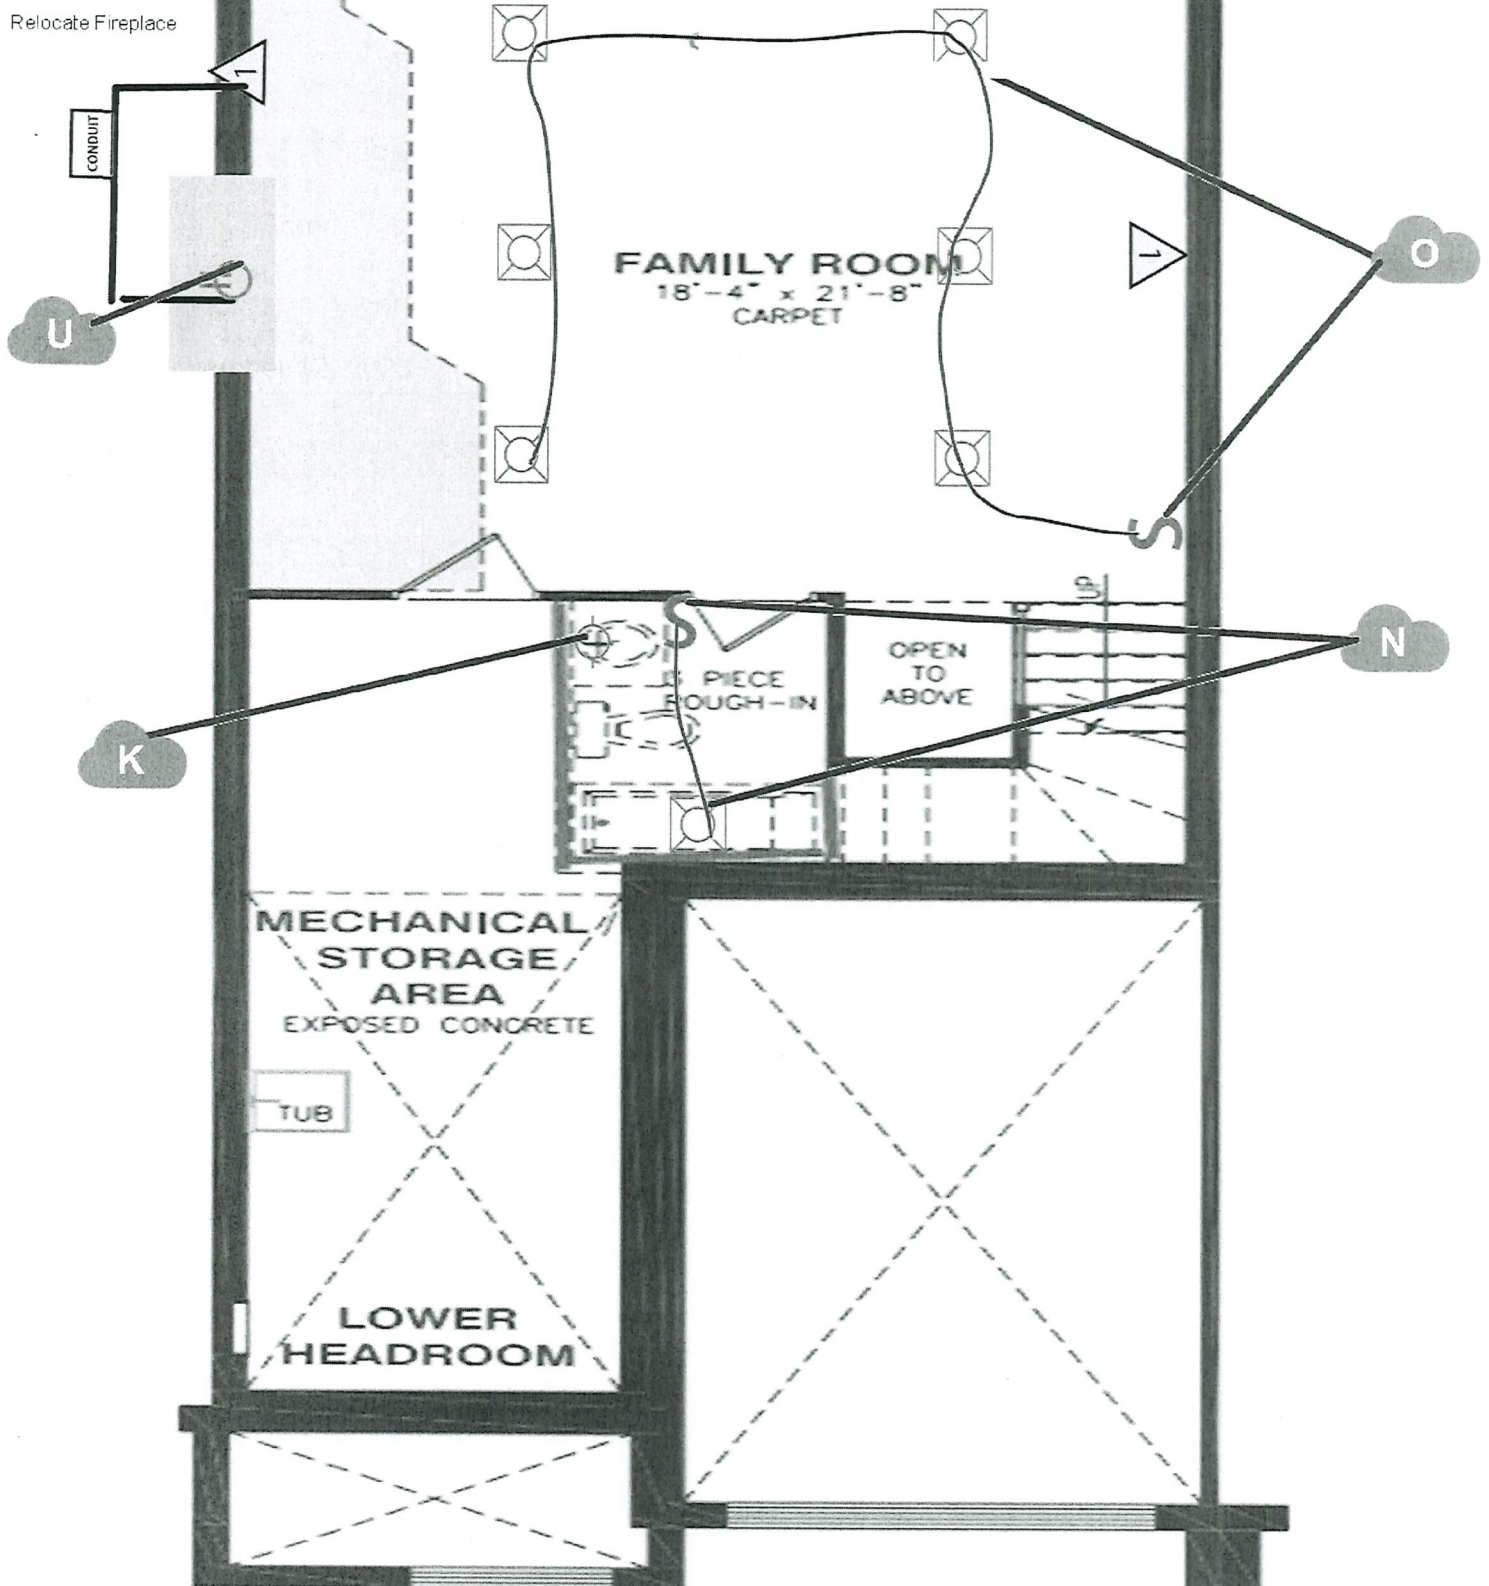 Relocate Fireplace
1
CONDUIT
U
O
FAMILY ROOM
18'-4" x 21'-8"
CARPET
1
S
UP
S
N
K
OPEN
TO
ABOVE
PIECE
ROUGH-IN
MECHANICAL
STORAGE
AREA
EXPOSED CONCRETE
TUB
LOWER
HEADROOM